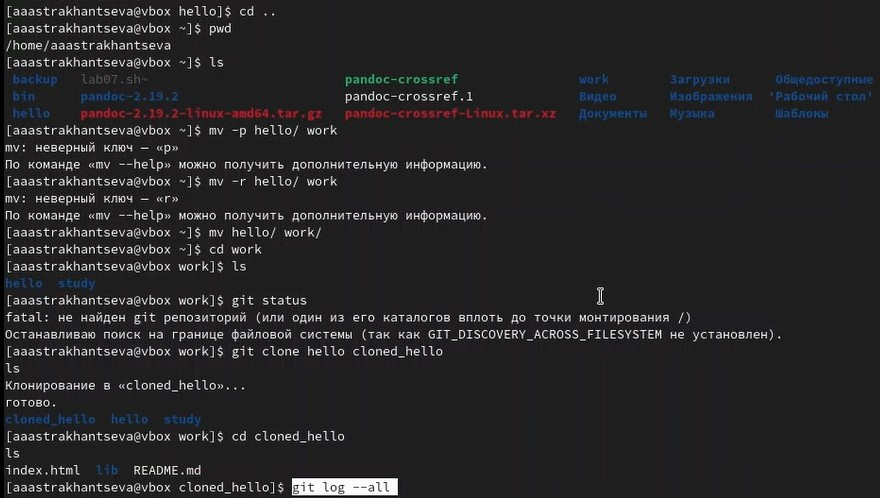 [aaastrakhantseva@vbox hello]$ cd ..
[aaastrakhantseva@vbox ~]$ pwd
/home/aaastrakhantseva
[aaastrakhantseva@vbox ~]$ ls
backup lab07.sh~ pandoc-crossref work Загрузки Общедоступные
bin pandoc-2.19.2 pandoc-crossref.1 Видео Изображения 'Рабочий стол'
hello pandoc-2.19.2-linux-amd64.tar.gz pandoc-crossref-Linux.tar.xz Документы Музыка Шаблоны
[aaastrakhantseva@vbox ~]$ mv -p hello/ work
mv: неверный ключ — «p»
По команде «mv --help» можно получить дополнительную информацию.
[aaastrakhantseva@vbox ~]$ mv -r hello/ work
mv: неверный ключ — «r»
По команде «mv --help» можно получить дополнительную информацию.
[aaastrakhantseva@vbox ~]$ mv hello/ work/
[aaastrakhantseva@vbox ~]$ cd work
[aaastrakhantseva@vbox work]$ ls
hello study
[aaastrakhantseva@vbox work]$ git status
fatal: не найден git репозиторий (или один из его каталогов вплоть до точки монтирования /)
Останавливаю поиск на границе файловой системы (так как GIT_DISCOVERY_ACROSS_FILESYSTEM не установлен).
[aaastrakhantseva@vbox work]$ git clone hello cloned_hello
ls
Клонирование в «cloned_hello»...
готово.
cloned_hello hello study
[aaastrakhantseva@vbox work]$ cd cloned_hello
ls
index.html lib README.md
[aaastrakhantseva@vbox cloned_hello]$ git log --all